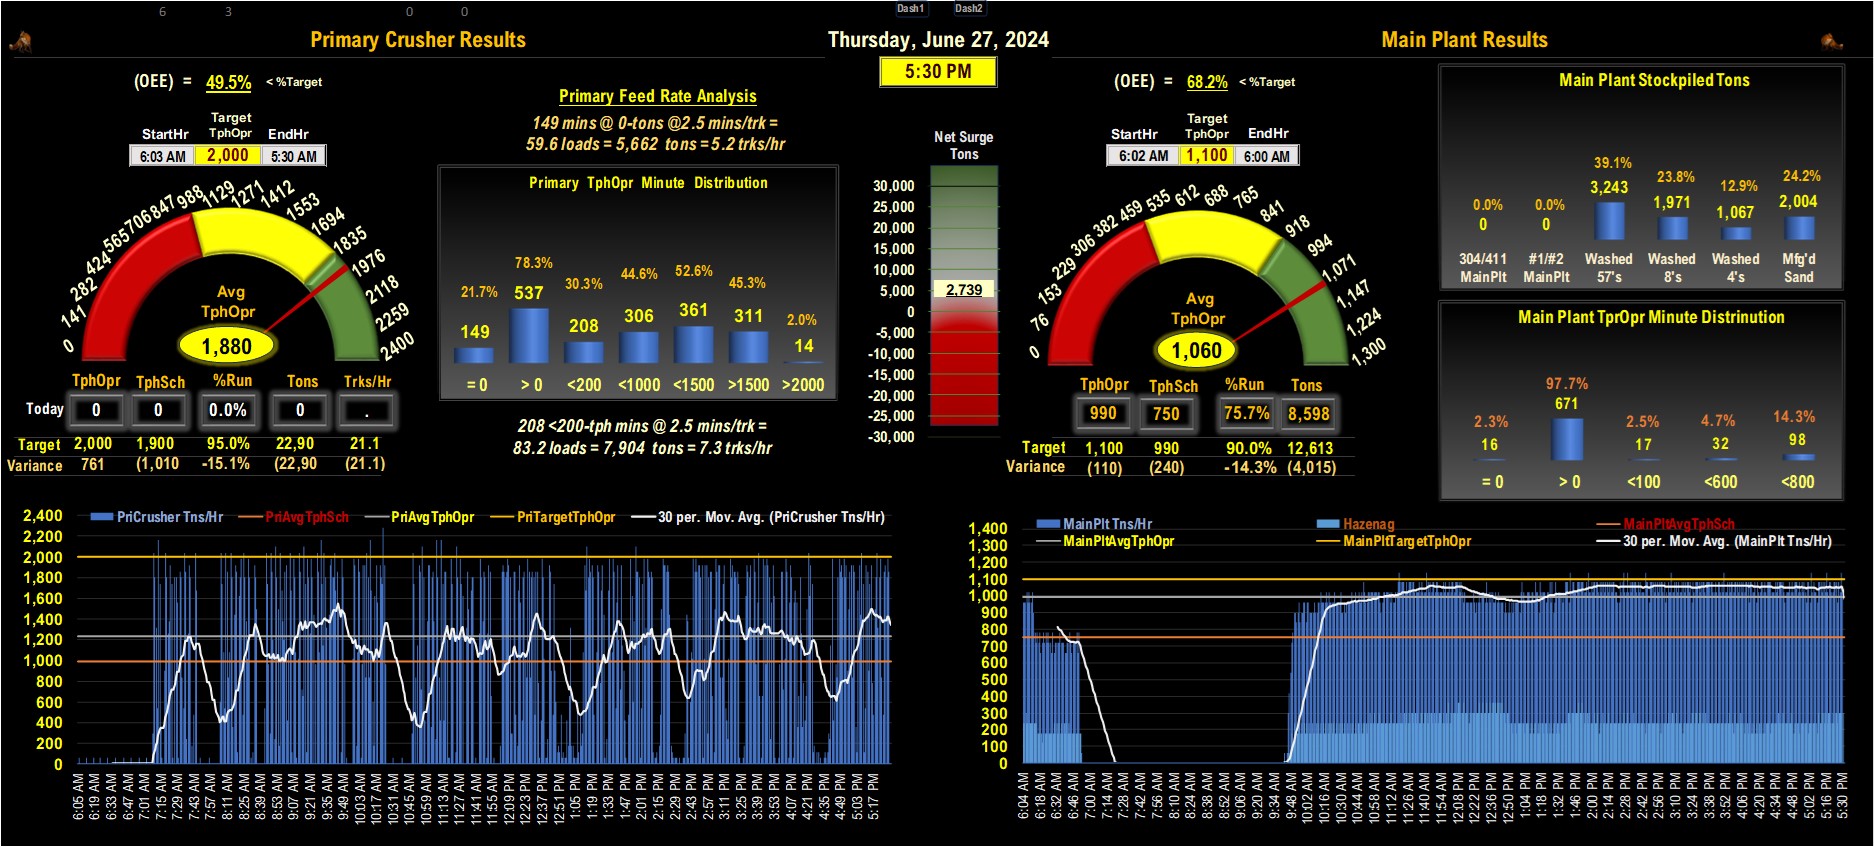 6 3 0 0 Dash1 Dash2
Primary Crusher Results
Thursday, June 27, 2024
Main Plant Results
5:30 PM
(OEE) = 49.5% < %Target
Target
StartHr TphOpr EndHr
6:03 AM 2,000 5:30 AM
0 141 282 424 565 706 847 988 1129 1271 1412 1553 1694 1835 1976 2118 2259 2400
Avg
TphOpr
1,880
TphOpr TphSch %Run Tons Trks/Hr
Today 0 0 0.0% 0 .
Target 2,000 1,900 95.0% 22,90 21.1
Variance 761 (1,010 -15.1% (22,90 (21.1)
Primary Feed Rate Analysis
149 mins @ 0-tons @2.5 mins/trk =
59.6 loads = 5,662 tons = 5.2 trks/hr
Primary TphOpr Minute Distribution
21.7% 78.3% 30.3% 44.6% 52.6% 45.3% 2.0%
149 537 208 306 361 311 14
= 0 > 0 <200 <1000 <1500 >1500 >2000
208 <200-tph mins @ 2.5 mins/trk =
83.2 loads = 7,904 tons = 7.3 trks/hr
Net Surge
Tons
30,000
25,000
20,000
15,000
10,000
5,000
2,739
0
-5,000
-10,000
-15,000
-20,000
-25,000
-30,000
(OEE) = 68.2% < %Target
Target
StartHr TphOpr EndHr
6:02 AM 1,100 6:00 AM
0 76 153 229 306 382 459 535 612 688 765 841 918 994 1,071 1,147 1,224 1,300
Avg
TphOpr
1,060
TphOpr TphSch %Run Tons
990 750 75.7% 8,598
Target 1,100 990 90.0% 12,613
Variance (110) (240) -14.3% (4,015)
Main Plant Stockpiled Tons
0.0% 0.0% 39.1% 23.8% 12.9% 24.2%
0 0 3,243 1,971 1,067 2,004
304/411 #1/#2 Washed Washed Washed Mfg'd
MainPlt MainPlt 57's 8's 4's Sand
Main Plant TprOpr Minute Distrinution
2.3% 97.7% 2.5% 4.7% 14.3%
16 671 17 32 98
= 0 > 0 <100 <600 <800
PriCrusher Tns/Hr PriAvgTphSch PriAvgTphOpr PriTargetTphOpr 30 per. Mov. Avg. (PriCrusher Tns/Hr)
2,400
2,200
2,000
1,800
1,600
1,400
1,200
1,000
800
600
400
200
0
6:05 AM 6:19 AM 6:33 AM 6:47 AM 7:01 AM 7:15 AM 7:29 AM 7:43 AM 7:57 AM 8:11 AM 8:25 AM 8:39 AM 8:53 AM 9:07 AM 9:21 AM 9:35 AM 9:49 AM 10:03 AM 10:17 AM 10:31 AM 10:45 AM 10:59 AM 11:13 AM 11:27 AM 11:41 AM 11:55 AM 12:09 PM 12:23 PM 12:37 PM 12:51 PM 1:05 PM 1:19 PM 1:33 PM 1:47 PM 2:01 PM 2:15 PM 2:29 PM 2:43 PM 2:57 PM 3:11 PM 3:25 PM 3:39 PM 3:53 PM 4:07 PM 4:21 PM 4:35 PM 4:49 PM 5:03 PM 5:17 PM
MainPlt Tns/Hr Hazenag MainPltAvgTphSch
MainPltAvgTphOpr MainPltTargetTphOpr 30 per. Mov. Avg. (MainPlt Tns/Hr)
1,400
1,300
1,200
1,100
1,000
900
800
700
600
500
400
300
200
100
0
6:04 AM 6:18 AM 6:32 AM 6:46 AM 7:00 AM 7:14 AM 7:28 AM 7:42 AM 7:56 AM 8:10 AM 8:24 AM 8:38 AM 8:52 AM 9:06 AM 9:20 AM 9:34 AM 9:48 AM 10:02 AM 10:16 AM 10:30 AM 10:44 AM 10:58 AM 11:12 AM 11:26 AM 11:40 AM 11:54 AM 12:08 PM 12:22 PM 12:36 PM 12:50 PM 1:04 PM 1:18 PM 1:32 PM 1:46 PM 2:00 PM 2:14 PM 2:28 PM 2:42 PM 2:56 PM 3:10 PM 3:24 PM 3:38 PM 3:52 PM 4:06 PM 4:20 PM 4:34 PM 4:48 PM 5:02 PM 5:16 PM 5:30 PM